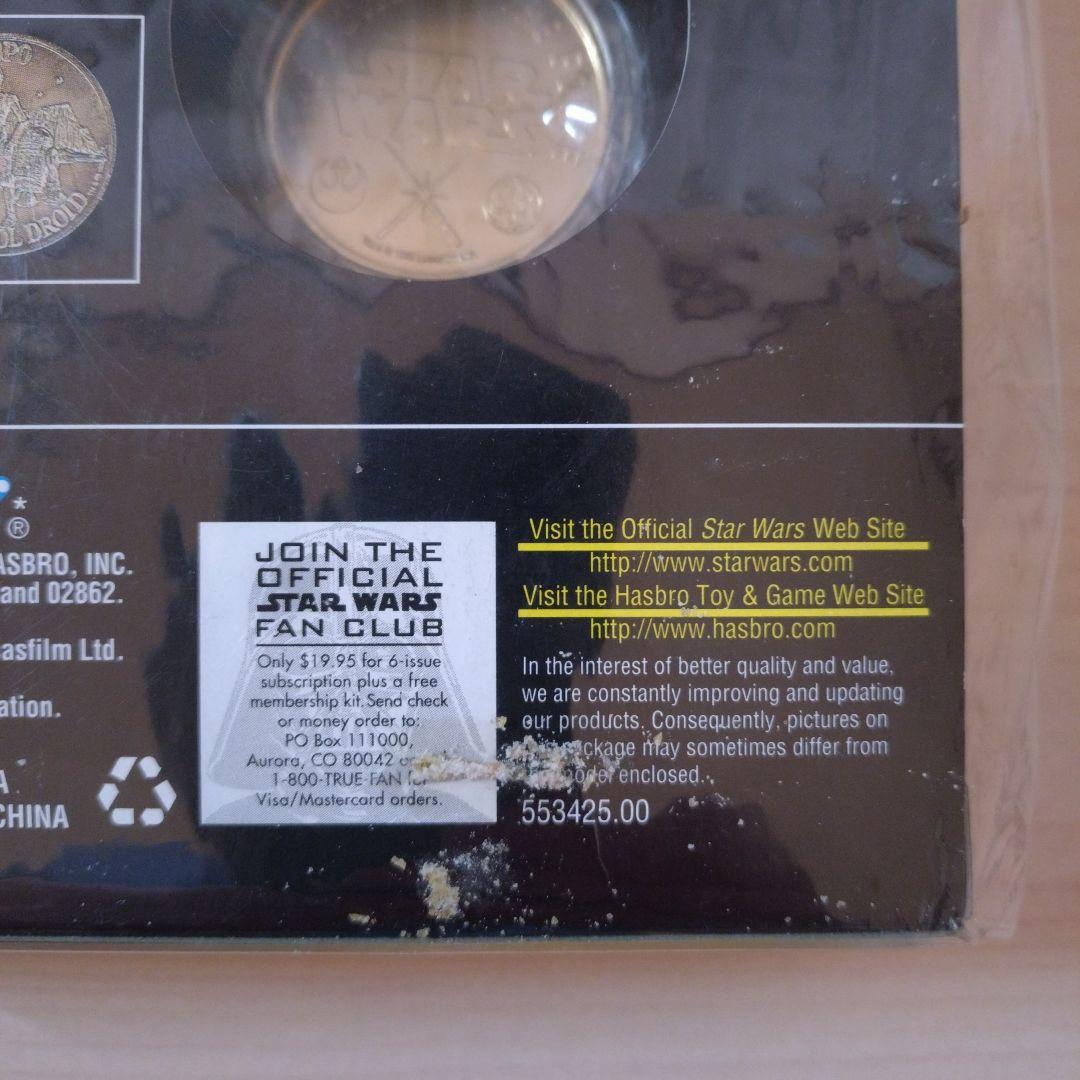 PO
OL DROID
STAR
WARS
*
®
ASBRO, INC.
and 02862.
asfilm Ltd.
ation.
A
CHINA
JOIN THE
OFFICIAL
STAR WARS
FAN CLUB
Only $19.95 for 6-issue
subscription plus a free
membership kit. Send check
or money order to:
PO Box 111000,
Aurora, CO 80042
1-800-TRUE-FAN for
Visa/Mastercard orders.
Visit the Official Star Wars Web Site
http://www.starwars.com
Visit the Hasbro Toy & Game Web Site
http://www.hasbro.com
In the interest of better quality and value,
we are constantly improving and updating
our products. Consequently, pictures on
ckage may sometimes differ from
enclosed.
553425.00